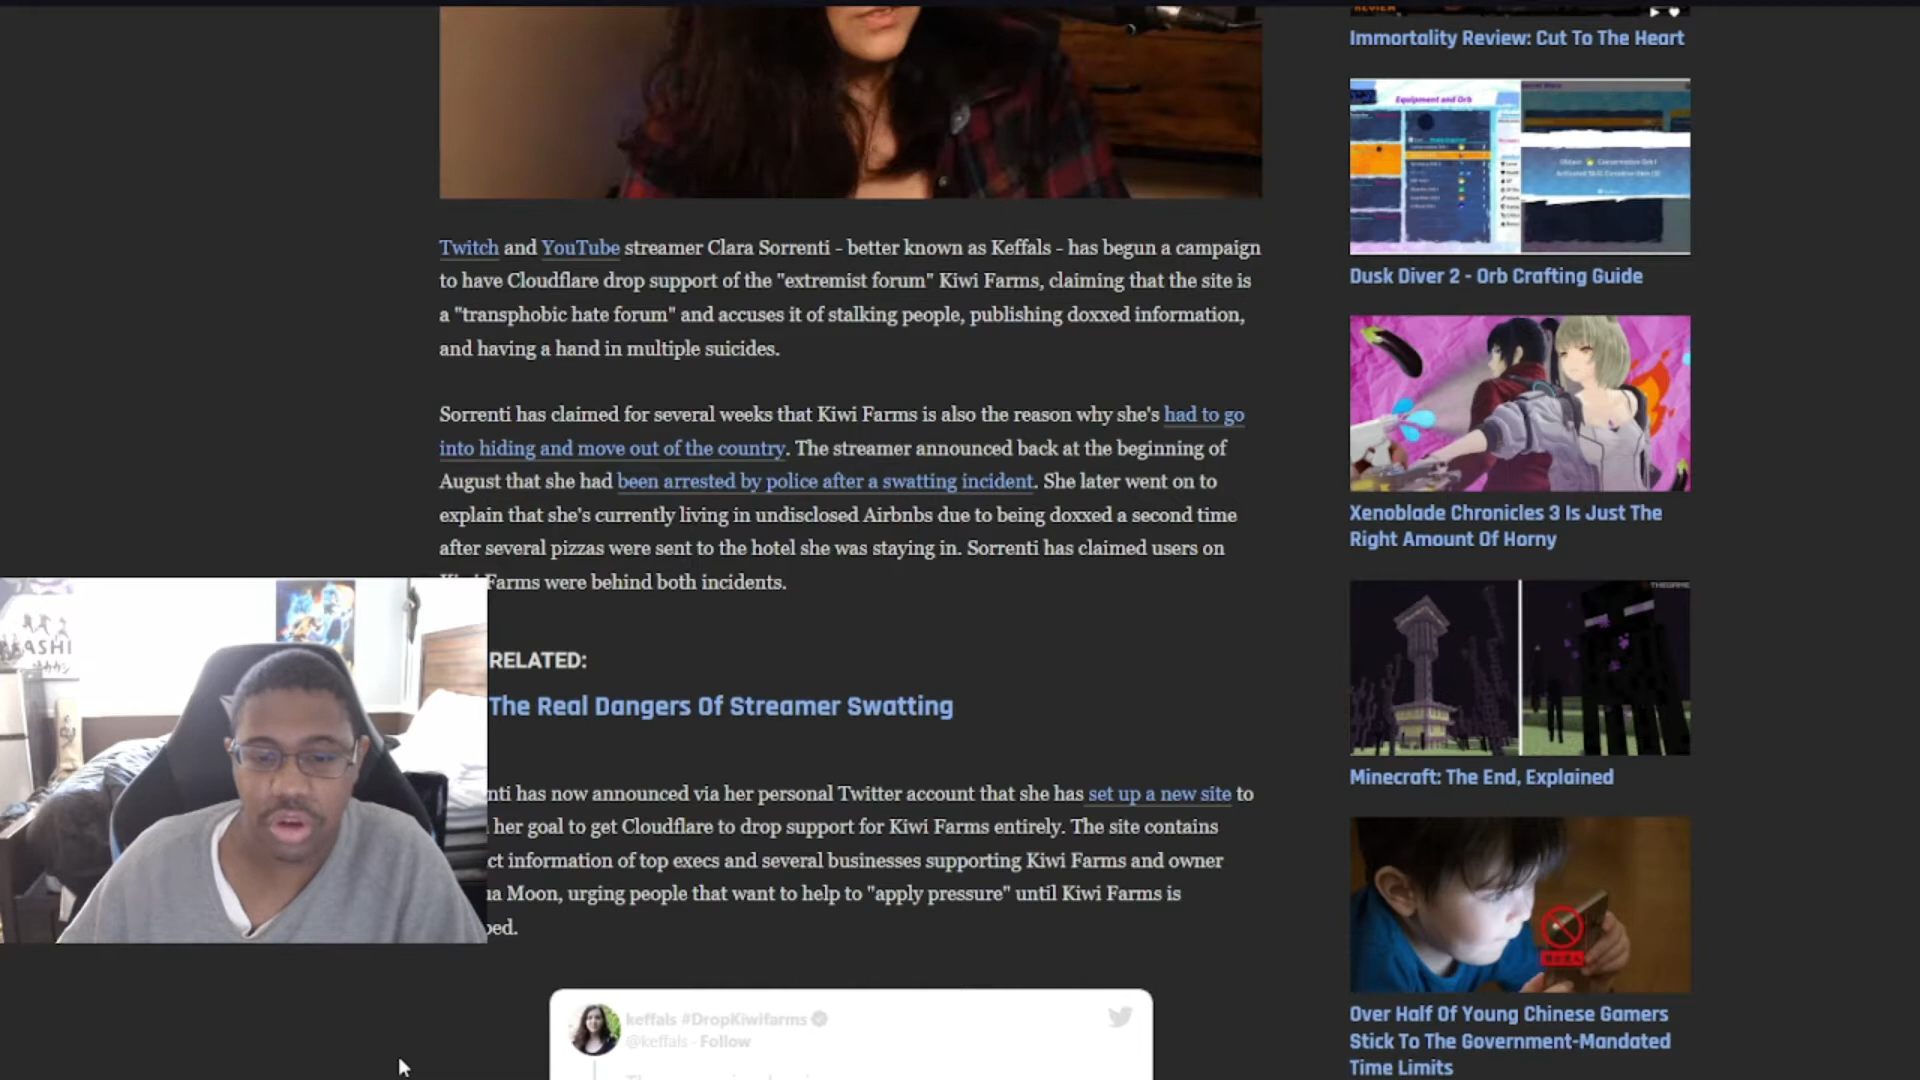 REVIEW
Immortality Review: Cut To The Heart
Equipment and Orb
Dusk Diver 2 - Orb Crafting Guide
Twitch and YouTube streamer Clara Sorrenti - better known as Keffals - has begun a campaign
to have Cloudflare drop support of the "extremist forum" Kiwi Farms, claiming that the site is
a "transphobic hate forum" and accuses it of stalking people, publishing doxxed information,
and having a hand in multiple suicides.
Sorrenti has claimed for several weeks that Kiwi Farms is also the reason why she's had to go
into hiding and move out of the country. The streamer announced back at the beginning of
August that she had been arrested by police after a swatting incident. She later went on to
explain that she's currently living in undisclosed Airbnbs due to being doxxed a second time
after several pizzas were sent to the hotel she was staying in. Sorrenti has claimed users on
Farms were behind both incidents.
RELATED:
The Real Dangers Of Streamer Swatting
nti has now announced via her personal Twitter account that she has set up a new site to
her goal to get Cloudflare to drop support for Kiwi Farms entirely. The site contains
ct information of top execs and several businesses supporting Kiwi Farms and owner
a Moon, urging people that want to help to "apply pressure" until Kiwi Farms is
ped.
keffals #DropKiwifarms
@keffals · Follow
Xenoblade Chronicles 3 Is Just The
Right Amount Of Horny
THEGAMER
Minecraft: The End, Explained
Over Half Of Young Chinese Gamers
Stick To The Government-Mandated
Time Limits
ASHI